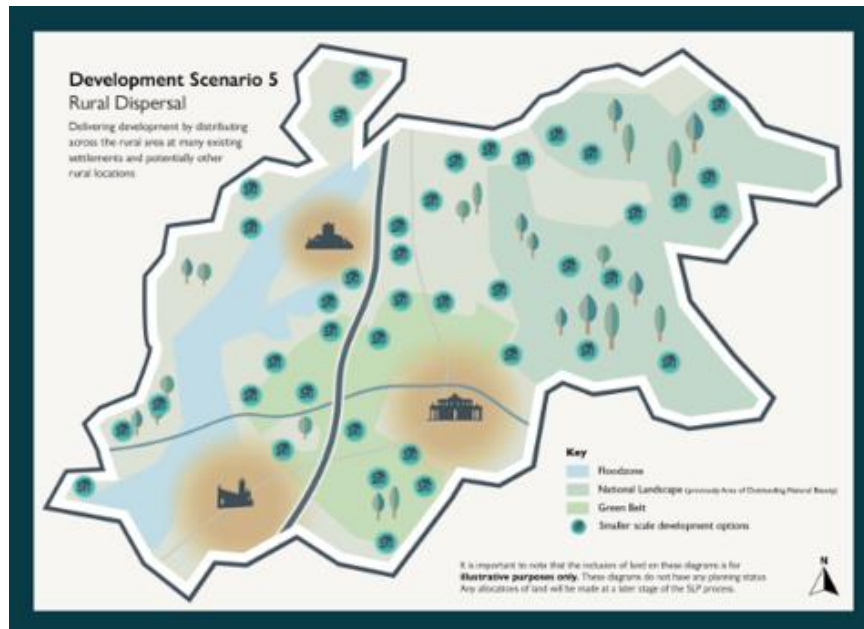 Development Scenario 5
Rural Dispersal
Delivering development by distributing
across the rural area at many existing
settlements and potentially other
rural locations
Key
Floodzone
National Landscape (previously Area of Outstanding Natural Beauty)
Green Belt
Smaller scale development options
It is important to note that the inclusion of land on these diagrams is for
illustrative purposes only. These diagrams do not have any planning status
Any allocations of land will be made at a later stage of the SLP process.
N